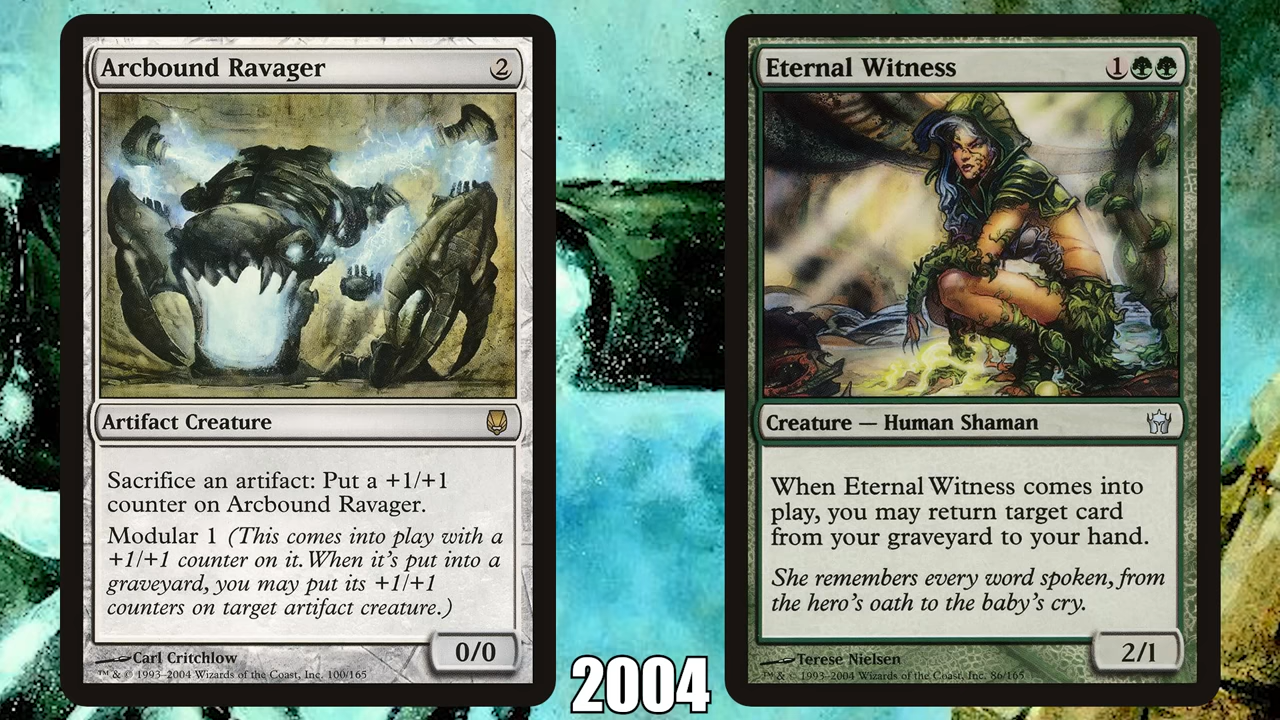 Arcbound Ravager 2
Artifact Creature
Sacrifice an artifact: Put a +1/+1
counter on Arcbound Ravager.
Modular 1 (This comes into play with a
+1/+1 counter on it. When it's put into a
graveyard, you may put its +1/+1
counters on target artifact creature.)
0/0
Carl Critchlow
™ & © 1993–2004 Wizards of the Coast, Inc. 100/165
Eternal Witness 1
Creature — Human Shaman
When Eternal Witness comes into
play, you may return target card
from your graveyard to your hand.
She remembers every word spoken, from
the hero's oath to the baby's cry.
2/1
Terese Nielsen
™ & © 1993–2004 Wizards of the Coast, Inc. 86/165
2004